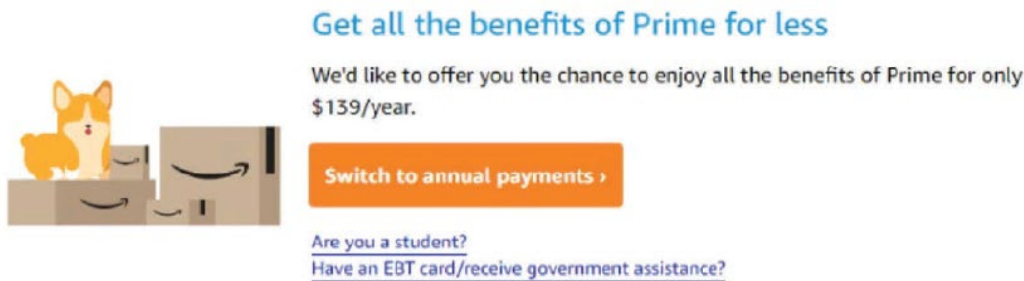 Get all the benefits of Prime for less
We'd like to offer you the chance to enjoy all the benefits of Prime for only
$139/year.
Switch to annual payments ›
Are you a student?
Have an EBT card/receive government assistance?